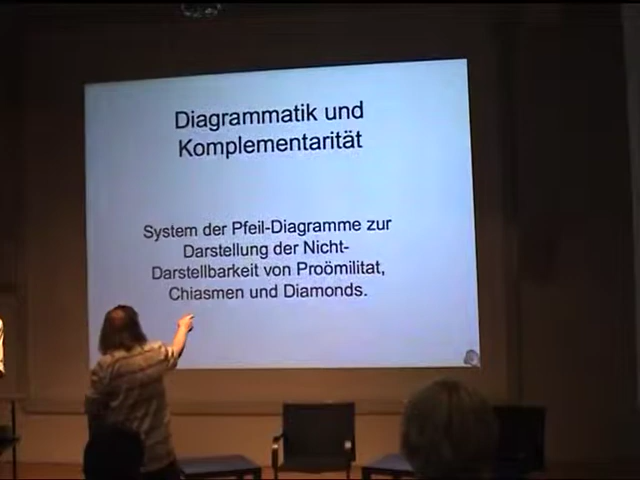 Diagrammatik und
Komplementarität
System der Pfeil-Diagramme zur
Darstellung der Nicht-
Darstellbarkeit von Proömilitat,
Chiasmen und Diamonds.